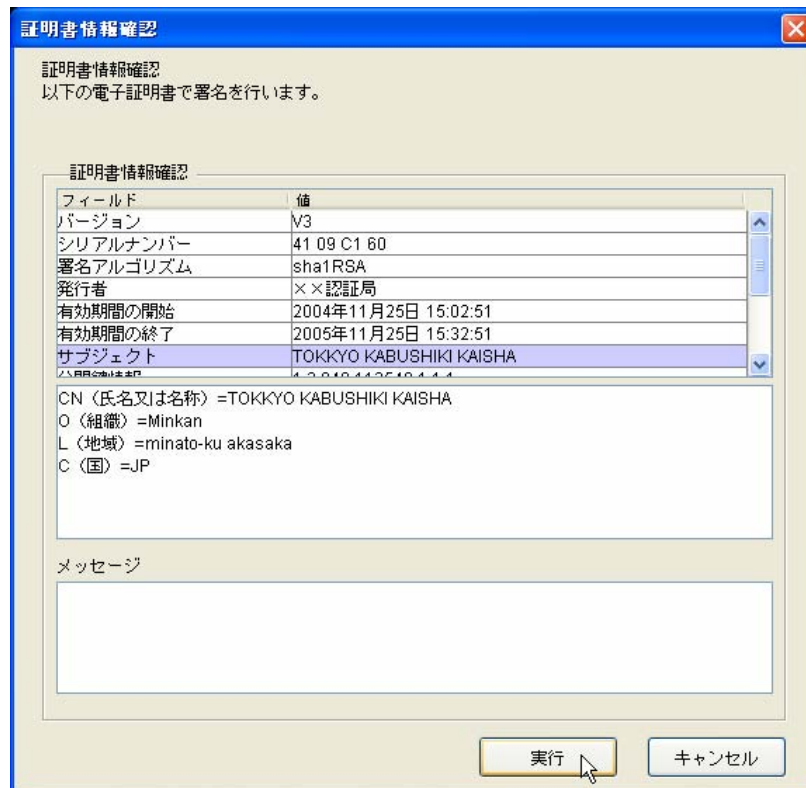 証明書情報確認
証明書情報確認
以下の電子証明書で署名を行います。
証明書情報確認
フィールド 値
バージョン V3
シリアルナンバー 41 09 C1 60
署名アルゴリズム sha1RSA
発行者 ××認証局
有効期間の開始 2004年11月25日 15:02:51
有効期間の終了 2005年11月25日 15:32:51
サブジェクト TOKKYO KABUSHIKI KAISHA
CN（氏名又は名称）=TOKKYO KABUSHIKI KAISHA
O（組織）=Minkan
L（地域）=minato-ku akasaka
C（国）=JP
メッセージ
実行 キャンセル